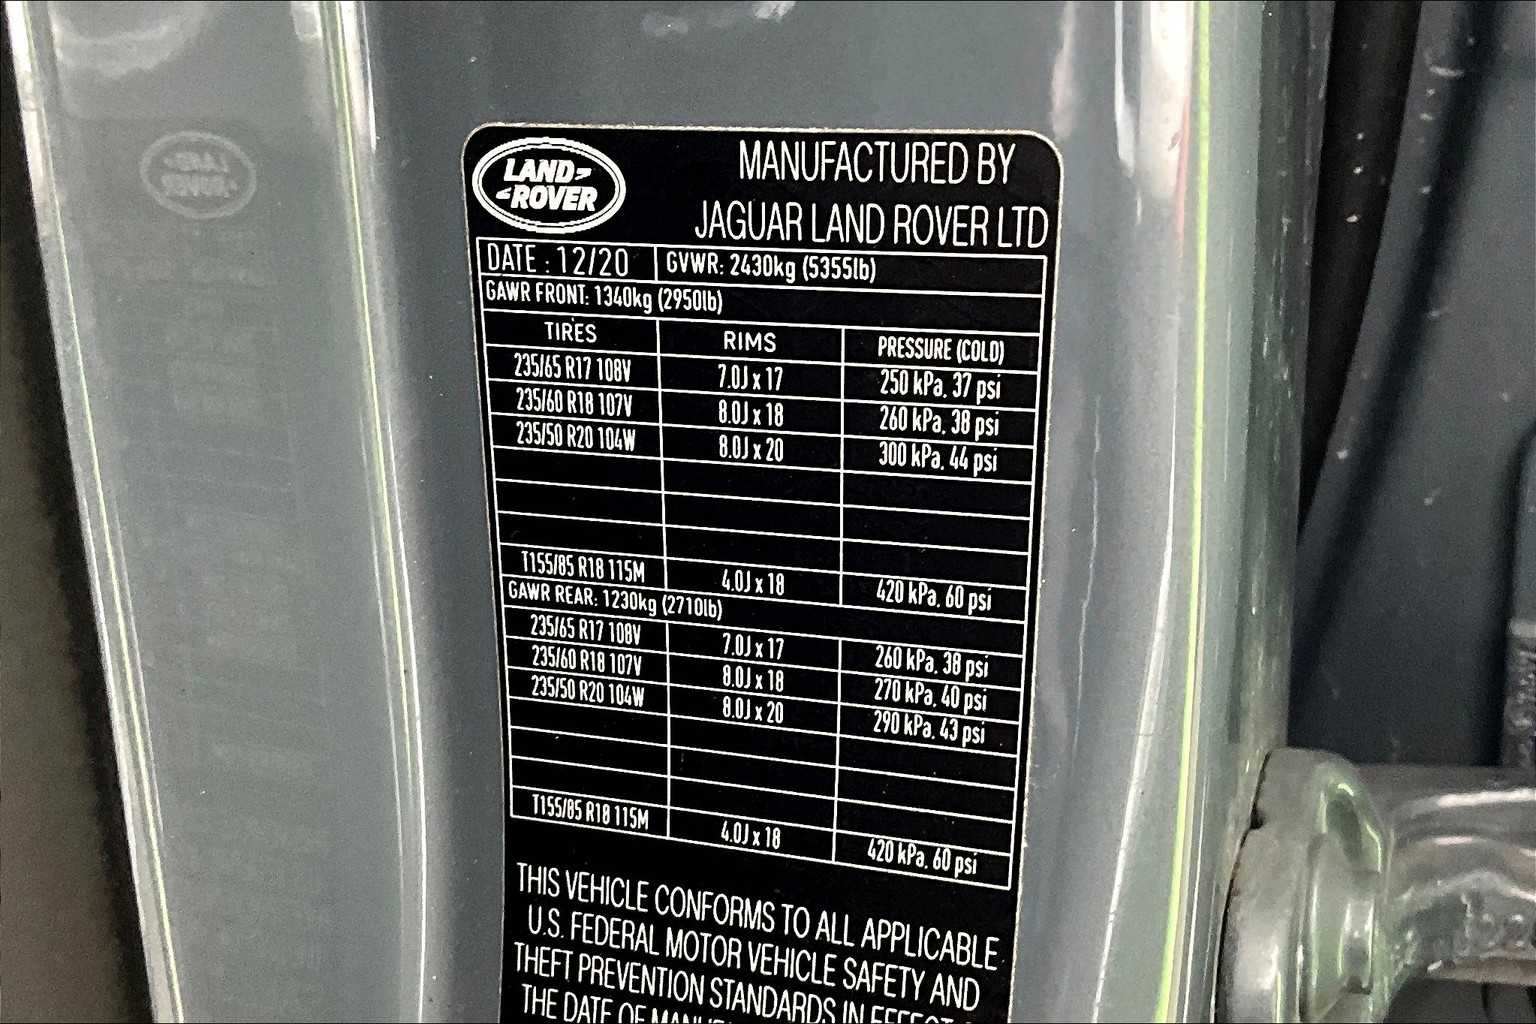 LAND ROVER
MANUFACTURED BY
JAGUAR LAND ROVER LTD
DATE : 12/20 GVWR: 2430kg (5355lb)
GAWR FRONT: 1340kg (2950lb)
TIRES RIMS PRESSURE (COLD)
235/65 R17 108V 7.0J x 17 250 kPa, 37 psi
235/60 R18 107V 8.0J x 18 260 kPa, 38 psi
235/50 R20 104W 8.0J x 20 300 kPa, 44 psi
T155/85 R18 115M 4.0J x 18 420 kPa, 60 psi
GAWR REAR: 1230kg (2710lb)
235/65 R17 108V 7.0J x 17 260 kPa, 38 psi
235/60 R18 107V 8.0J x 18 270 kPa, 40 psi
235/50 R20 104W 8.0J x 20 290 kPa, 43 psi
T155/85 R18 115M 4.0J x 18 420 kPa, 60 psi
THIS VEHICLE CONFORMS TO ALL APPLICABLE
U.S. FEDERAL MOTOR VEHICLE SAFETY AND
THEFT PREVENTION STANDARDS IN EFFECT
THE DATE OF